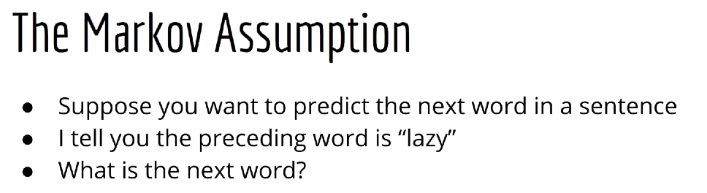 The Markov Assumption
● Suppose you want to predict the next word in a sentence
● I tell you the preceding word is “lazy”
● What is the next word?